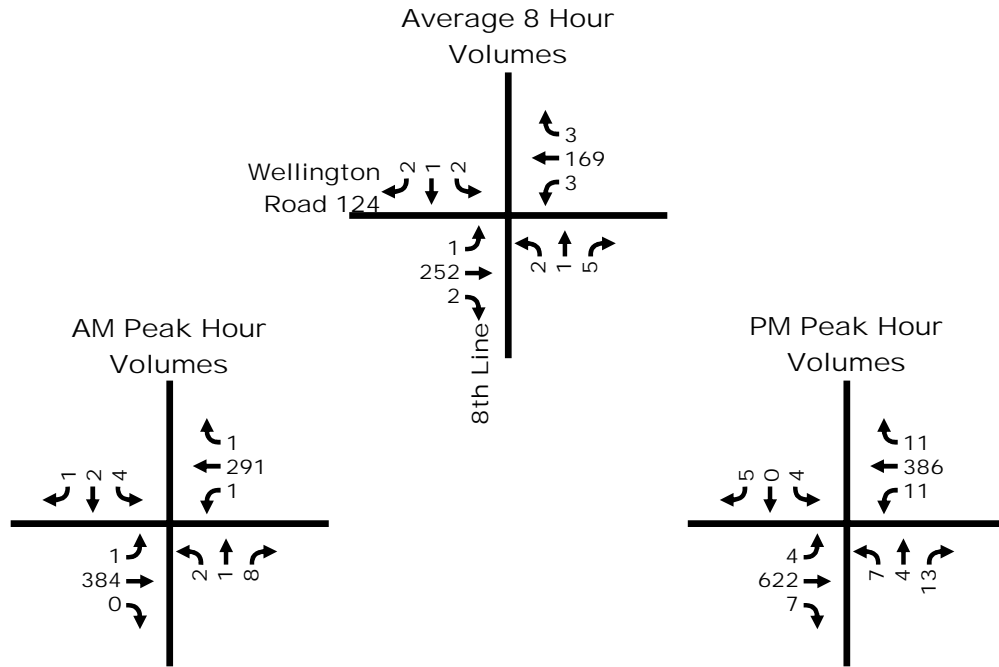 Average 8 Hour
Volumes
3
169
3
Wellington
Road 124
2 1 2
1
252
2
2 1 5
8th Line
AM Peak Hour
Volumes
1
291
1
1 2 4
1
384
0
2 1 8
PM Peak Hour
Volumes
11
386
11
5 0 4
4
622
7
7 4 13